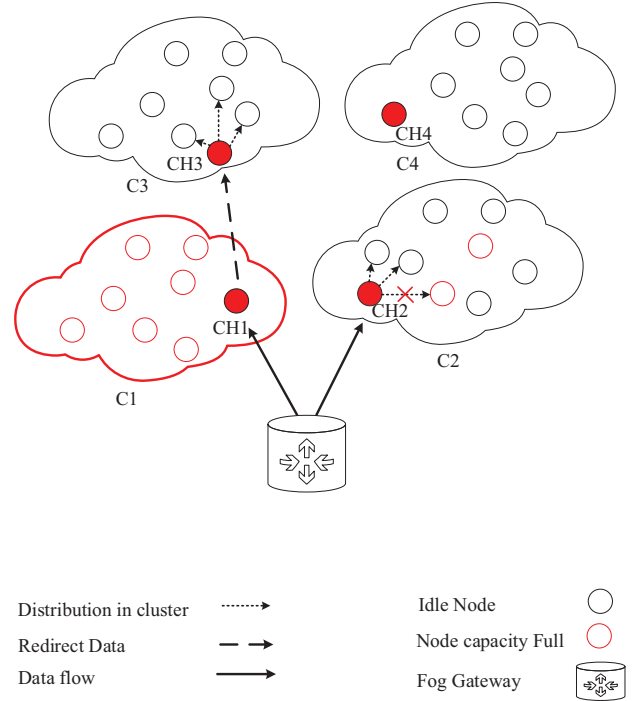 CH3
C3
CH4
C4
CH1
C1
CH2
C2
Distribution in cluster
Redirect Data
Data flow
Idle Node
Node capacity Full
Fog Gateway